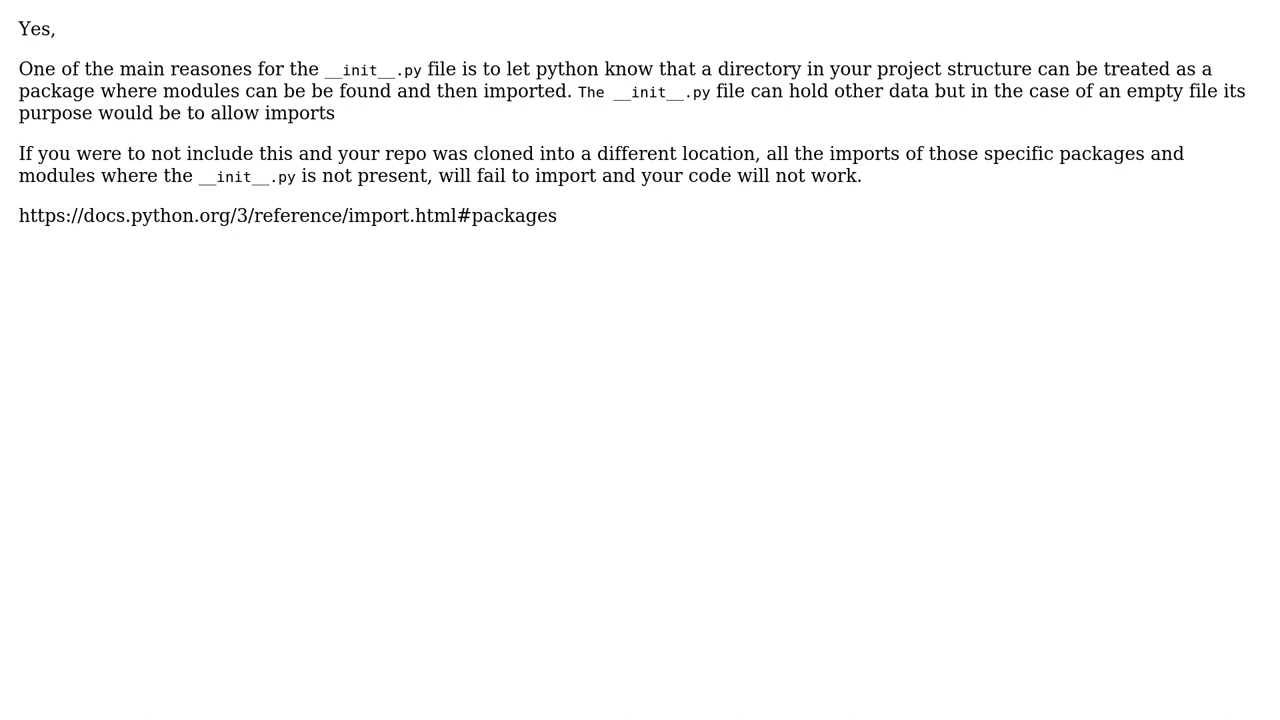 Yes,
One of the main reasones for the __init__.py file is to let python know that a directory in your project structure can be treated as a
package where modules can be be found and then imported. The __init__.py file can hold other data but in the case of an empty file its
purpose would be to allow imports
If you were to not include this and your repo was cloned into a different location, all the imports of those specific packages and
modules where the __init__.py is not present, will fail to import and your code will not work.
https://docs.python.org/3/reference/import.html#packages